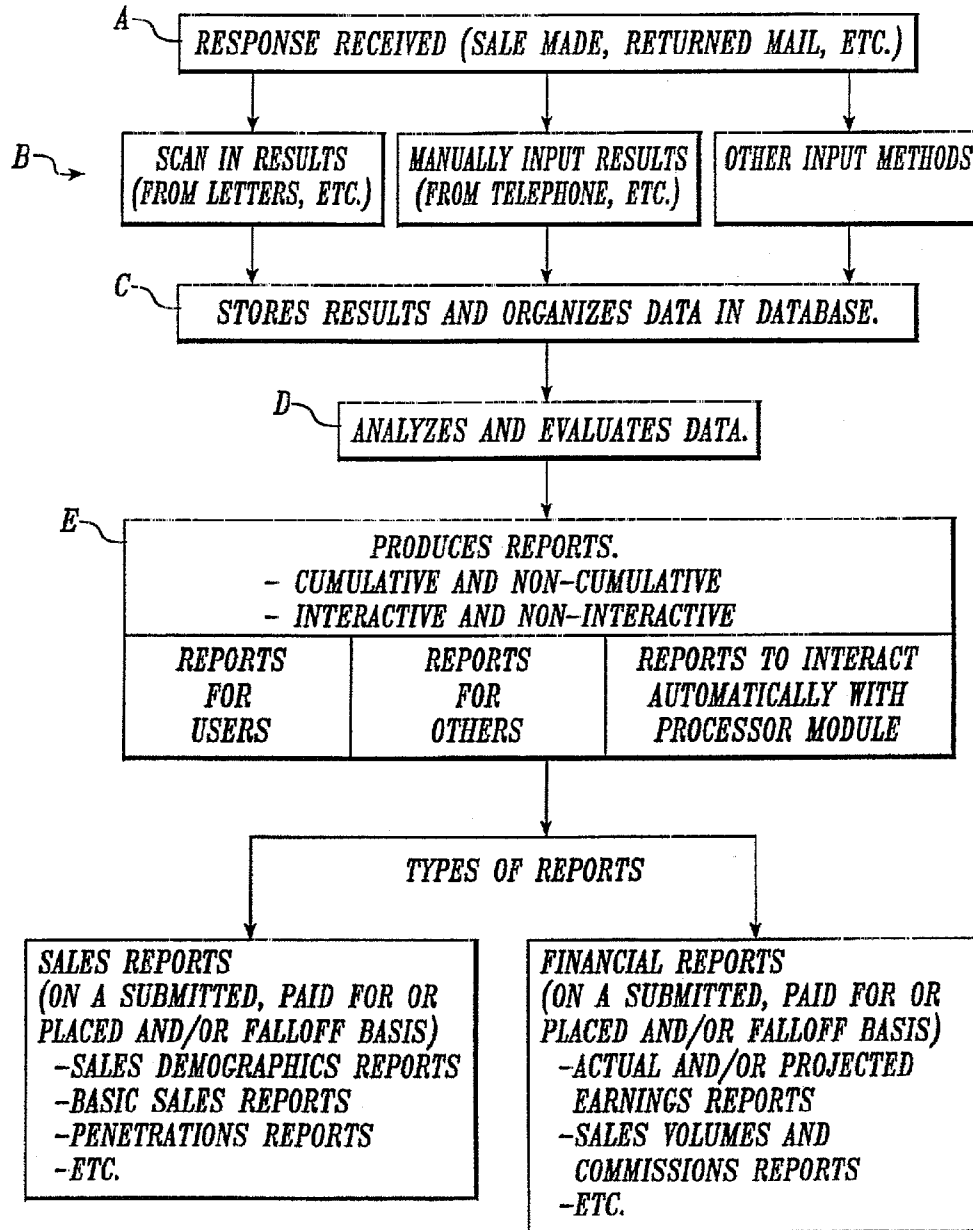 A
RESPONSE RECEIVED (SALE MADE, RETURNED MAIL, ETC.)
B
SCAN IN RESULTS
(FROM LETTERS, ETC.)
MANUALLY INPUT RESULTS
(FROM TELEPHONE, ETC.)
OTHER INPUT METHODS
C
STORES RESULTS AND ORGANIZES DATA IN DATABASE.
D
ANALYZES AND EVALUATES DATA.
E
PRODUCES REPORTS.
- CUMULATIVE AND NON-CUMULATIVE
- INTERACTIVE AND NON-INTERACTIVE
REPORTS
FOR
USERS
REPORTS
FOR
OTHERS
REPORTS TO INTERACT
AUTOMATICALLY WITH
PROCESSOR MODULE
TYPES OF REPORTS
SALES REPORTS
(ON A SUBMITTED, PAID FOR OR
PLACED AND/OR FALLOFF BASIS)
-SALES DEMOGRAPHICS REPORTS
-BASIC SALES REPORTS
-PENETRATIONS REPORTS
-ETC.
FINANCIAL REPORTS
(ON A SUBMITTED, PAID FOR OR
PLACED AND/OR FALLOFF BASIS)
-ACTUAL AND/OR PROJECTED
EARNINGS REPORTS
-SALES VOLUMES AND
COMMISSIONS REPORTS
-ETC.